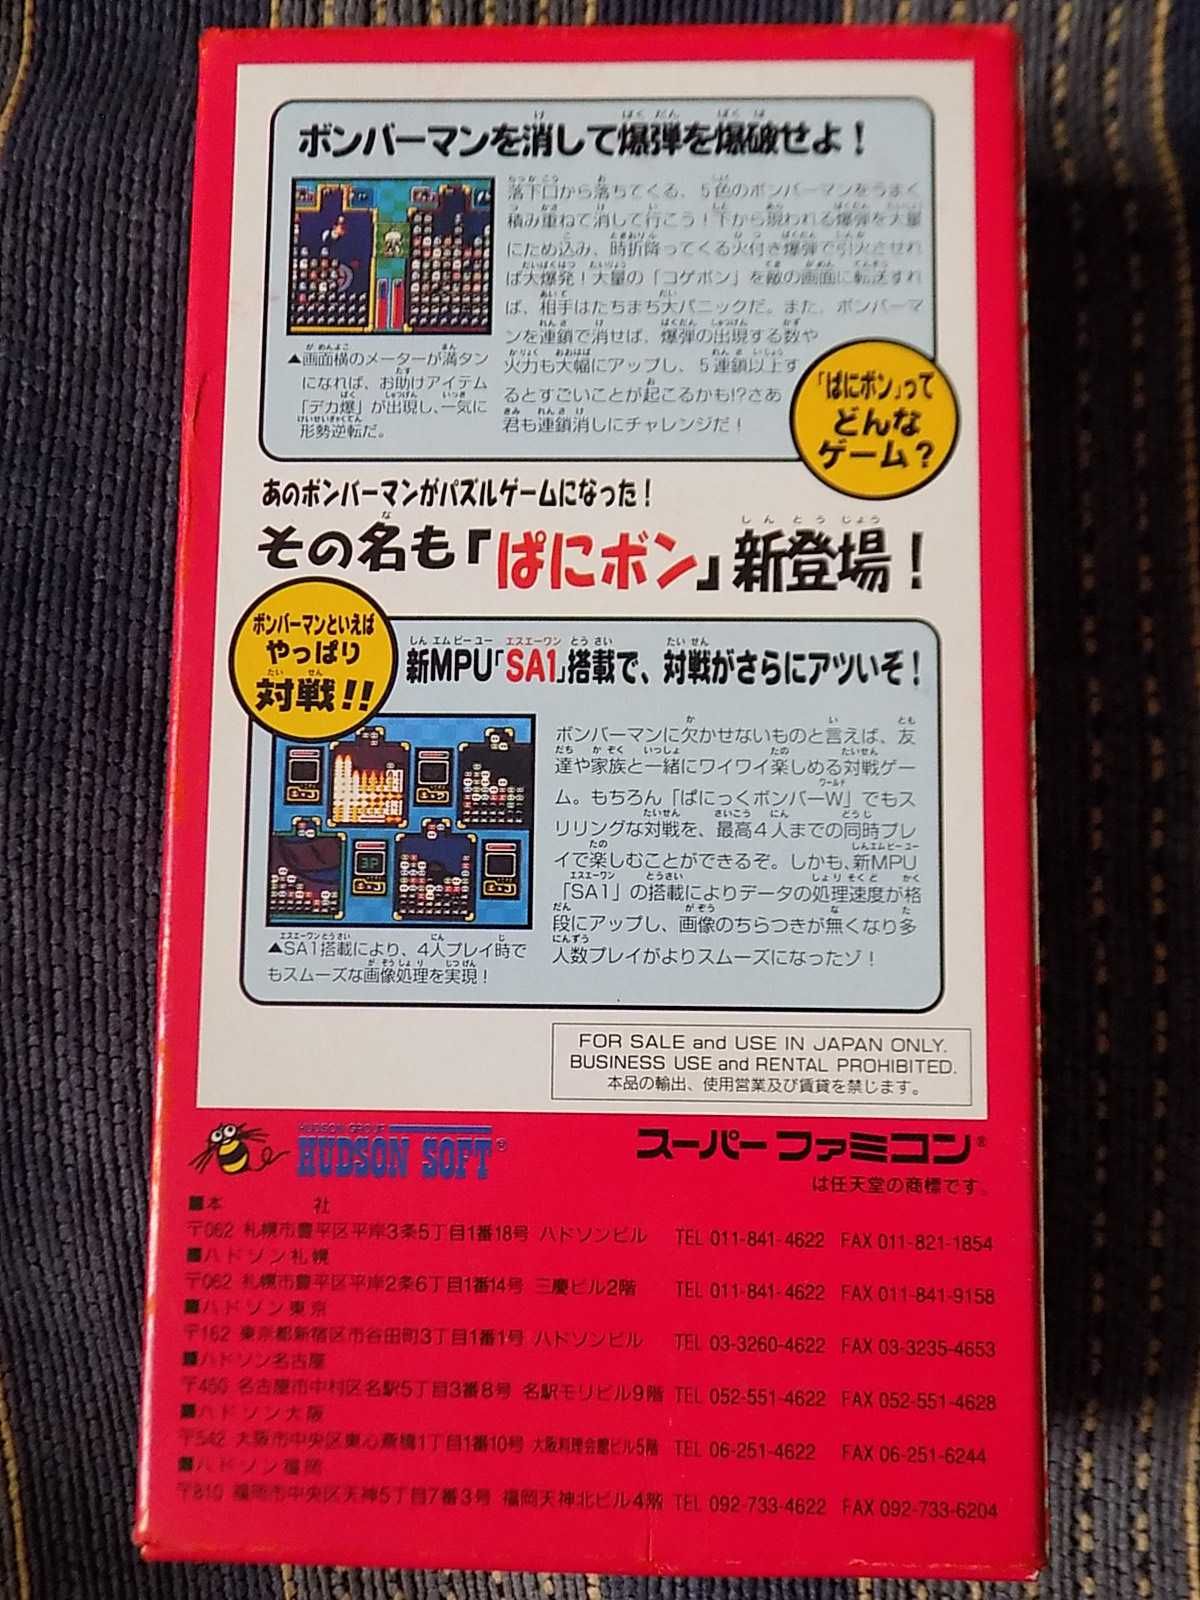 ボンバーマンを消して爆弾を爆破せよ！
落下口から落ちてくる、5色のボンバーマンをうまく
積み重ねて消して行こう！下から現われる爆弾を大量
にため込み、時折降ってくる火付き爆弾で引火させれ
ば大爆発！大量の「コゲボン」を敵の画面に転送すれ
ば、相手はたちまち大パニックだ。また、ボンバーマ
ンを連鎖で消せば、爆弾の出現する数や
火力も大幅にアップし、5連鎖以上す
るとすごいことが起こるかも!?さあ
君も連鎖消しにチャレンジだ！
▲画面横のメーターが満タン
になれば、お助けアイテム
「デカ爆」が出現し、一気に
形勢逆転だ。
「ぱにボン」って
どんな
ゲーム？
あのボンバーマンがパズルゲームになった！
その名も「ぱにボン」新登場！
ボンバーマンといえば
やっぱり
対戦!!
新MPU「SA1」搭載で、対戦がさらにアツいぞ！
ボンバーマンに欠かせないものと言えば、友
達や家族と一緒にワイワイ楽しめる対戦ゲー
ム。もちろん「ぱにっくボンバーW」でもス
リリングな対戦を、最高4人までの同時プレ
イで楽しむことができるぞ。しかも、新MPU
「SA1」の搭載によりデータの処理速度が格
段にアップし、画像のちらつきが無くなり多
人数プレイがよりスムーズになったゾ！
3P
▲SA1搭載により、4人プレイ時で
もスムーズな画像処理を実現！
FOR SALE and USE IN JAPAN ONLY.
BUSINESS USE and RENTAL PROHIBITED.
本品の輸出、使用営業及び賃貸を禁じます。
HUDSON GROUP
HUDSON SOFT®
スーパーファミコン®
は任天堂の商標です。
■本　　　社
〒062 札幌市豊平区平岸3条5丁目1番18号 ハドソンビル TEL 011-841-4622 FAX 011-821-1854
■ハドソン札幌
〒062 札幌市豊平区平岸2条6丁目1番14号 三慶ビル2階 TEL 011-841-4622 FAX 011-841-9158
■ハドソン東京
〒162 東京都新宿区市谷田町3丁目1番1号 ハドソンビル TEL 03-3260-4622 FAX 03-3235-4653
■ハドソン名古屋
〒450 名古屋市中村区名駅5丁目3番8号 名駅モリビル9階 TEL 052-551-4622 FAX 052-551-4628
■ハドソン大阪
〒542 大阪市中央区東心斎橋1丁目1番10号 大阪料理会館ビル5階 TEL 06-251-4622 FAX 06-251-6244
■ハドソン福岡
〒810 福岡市中央区天神5丁目7番3号 福岡天神北ビル4階 TEL 092-733-4622 FAX 092-733-6204